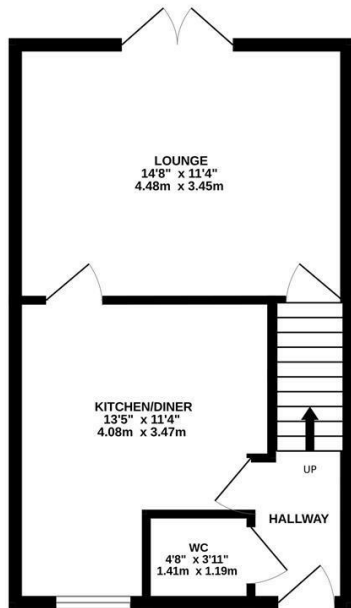 LOUNGE
14'8" x 11'4"
4.48m x 3.45m
KITCHEN/DINER
13'5" x 11'4"
4.08m x 3.47m
UP
HALLWAY
WC
4'8" x 3'11"
1.41m x 1.19m